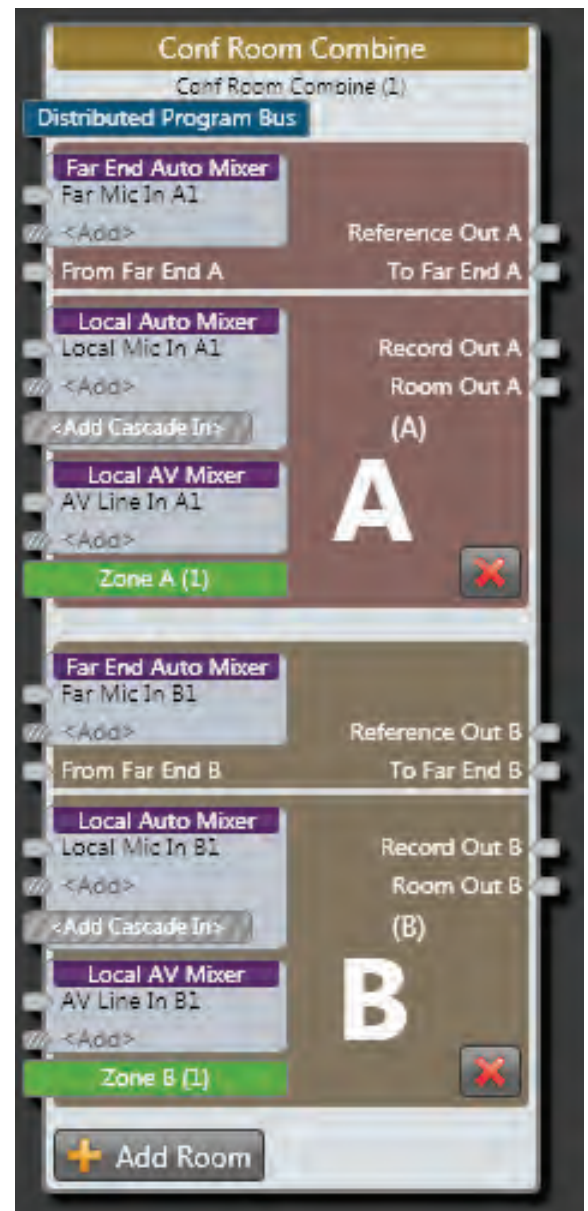 Conf Room Combine
Conf Room Combine (1)
Distributed Program Bus
Far End Auto Mixer
Far Mic In A1
<Add>
Reference Out A
From Far End A
To Far End A
Local Auto Mixer
Local Mic In A1
Record Out A
<Add>
Room Out A
<Add Cascade In>
(A)
Local AV Mixer
A
AV Line In A1
<Add>
Zone A (1)
Far End Auto Mixer
Far Mic In B1
<Add>
Reference Out B
From Far End B
To Far End B
Local Auto Mixer
Local Mic In B1
Record Out B
<Add>
Room Out B
<Add Cascade In>
(B)
Local AV Mixer
B
AV Line In B1
<Add>
Zone B (1)
Add Room